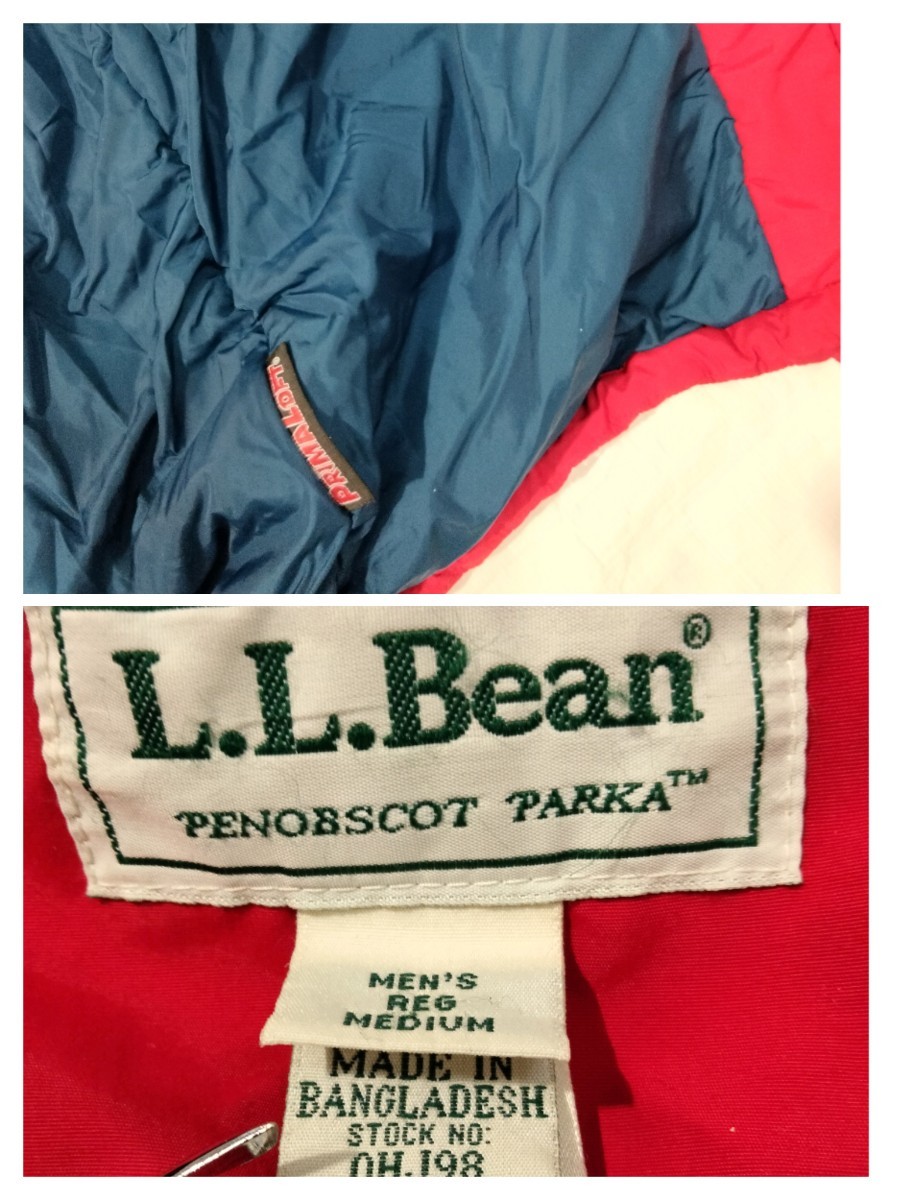 PRIMALOFT®
L.L.Bean®
PENOBSCOT PARKA™
MEN'S
REG
MEDIUM
MADE IN
BANGLADESH
STOCK NO: